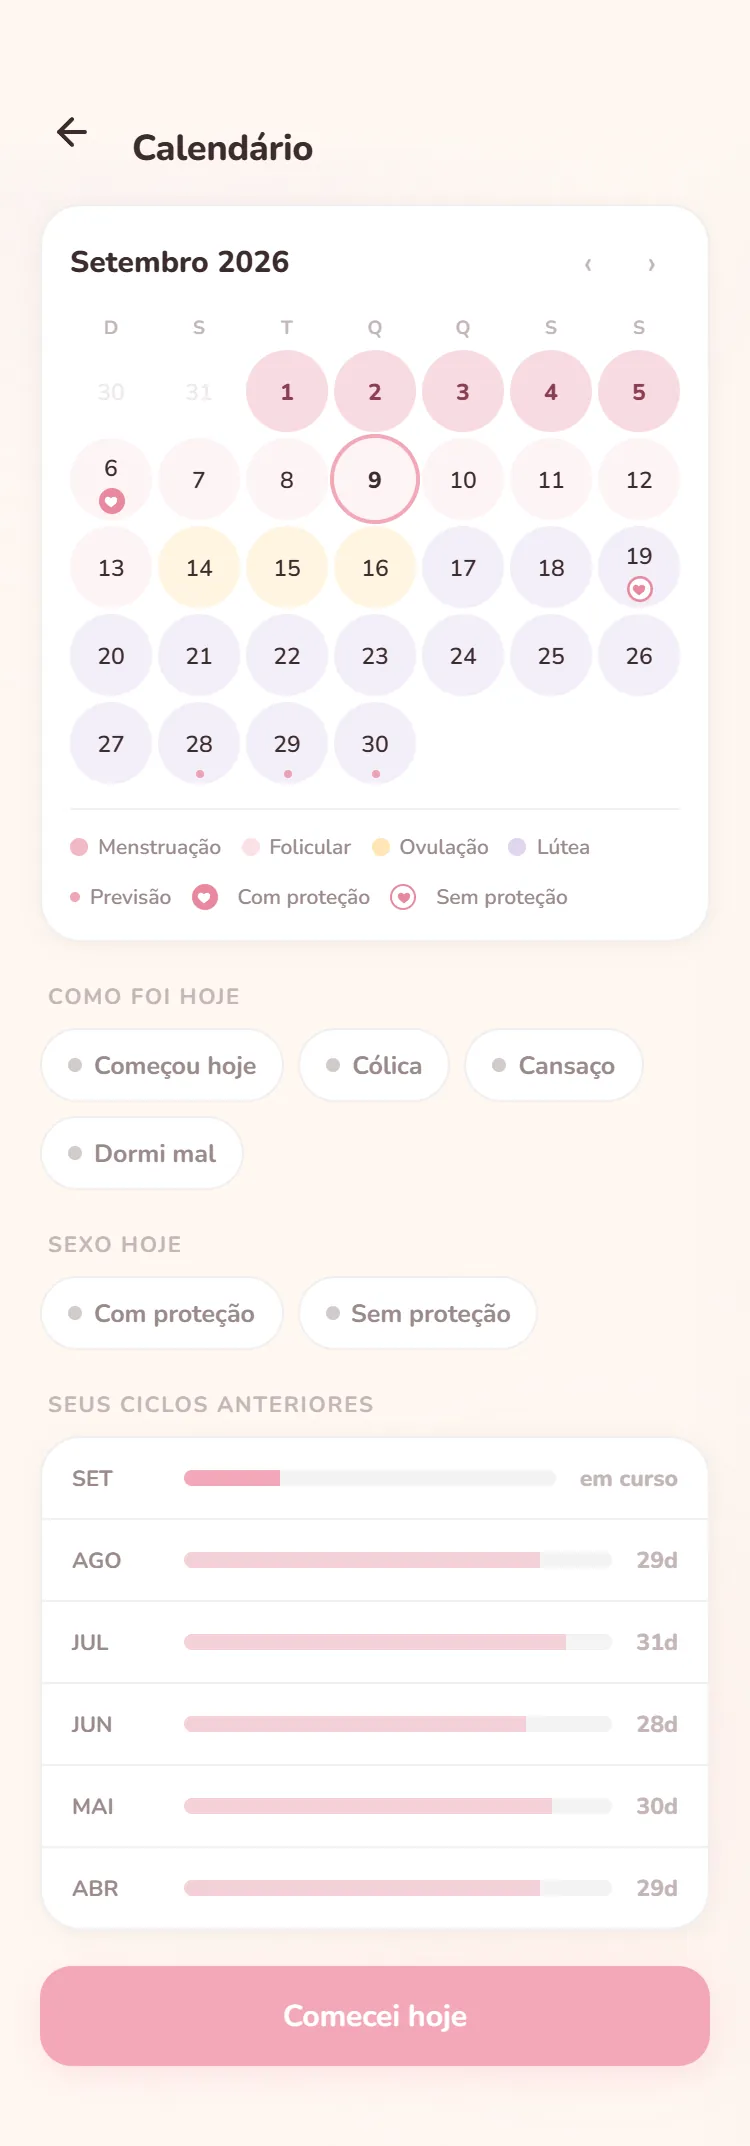 Calendário
Setembro 2026 ‹ ›
D S T Q Q S S
30 31 1 2 3 4 5
6 7 8 9 10 11 12
13 14 15 16 17 18 19
20 21 22 23 24 25 26
27 28 29 30
Menstruação Folicular Ovulação Lútea
Previsão Com proteção Sem proteção
COMO FOI HOJE
Começou hoje Cólica Cansaço
Dormi mal
SEXO HOJE
Com proteção Sem proteção
SEUS CICLOS ANTERIORES
SET em curso
AGO 29d
JUL 31d
JUN 28d
MAI 30d
ABR 29d
Comecei hoje